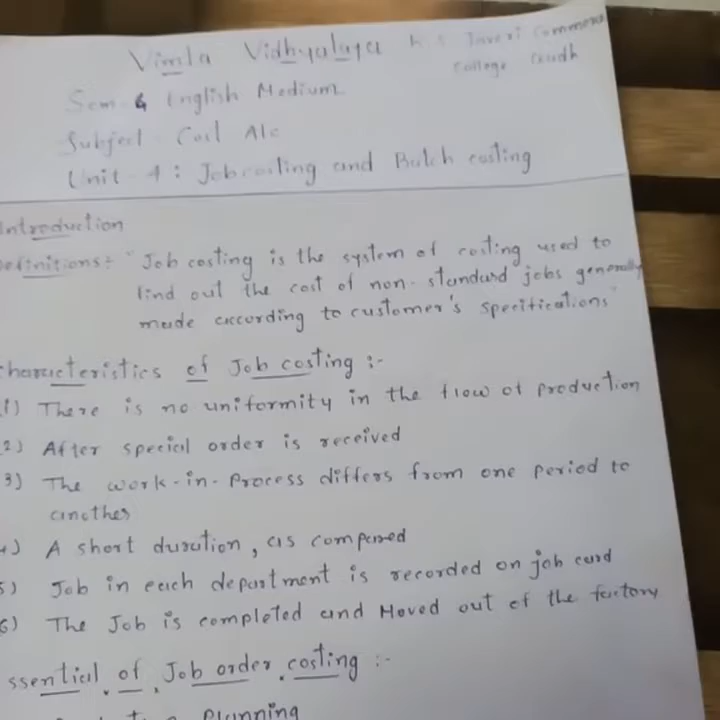 Vimla Vidhyalaya K S Javeri Commerce
College
Sem 4 English Medium
Subject - Cost A/c
Unit - 4 : Job costing and Batch costing
Introduction
Definitions :- "Job costing is the system of costing used to
find out the cost of non-standard jobs generally
made according to customer's specifications"
Characteristics of Job costing :-
(1) There is no uniformity in the flow of production
2) After special order is received
3) The work-in-Process differs from one period to
another
4) A short duration, as compared
5) Job in each department is recorded on job card
6) The Job is completed and Moved out of the factory
ssential of Job order costing :-
Planning